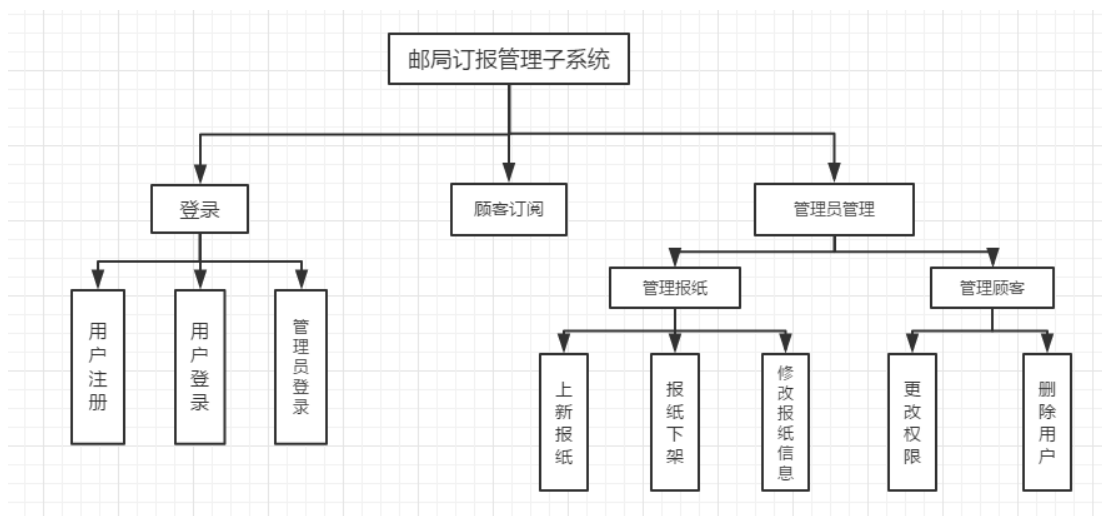 邮局订报管理子系统
登录
顾客订阅
管理员管理
管理报纸
管理顾客
用户注册
用户登录
管理员登录
上新报纸
报纸下架
修改报纸信息
更改权限
删除用户